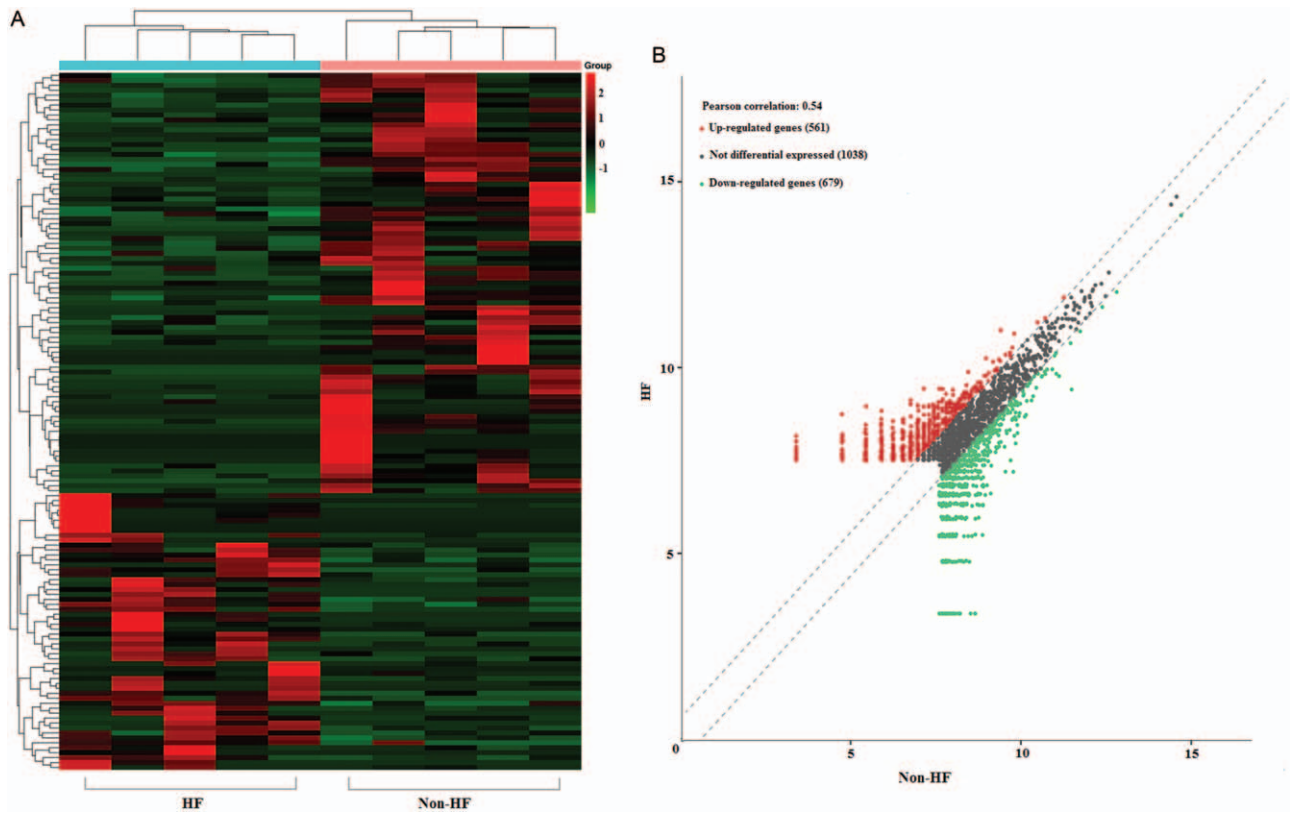 A
Group
2
1
0
-1
HF
Non-HF
B
Pearson correlation: 0.54
Up-regulated genes (561)
Not differential expressed (1038)
Down-regulated genes (679)
15
10
5
0
HF
5
10
15
Non-HF